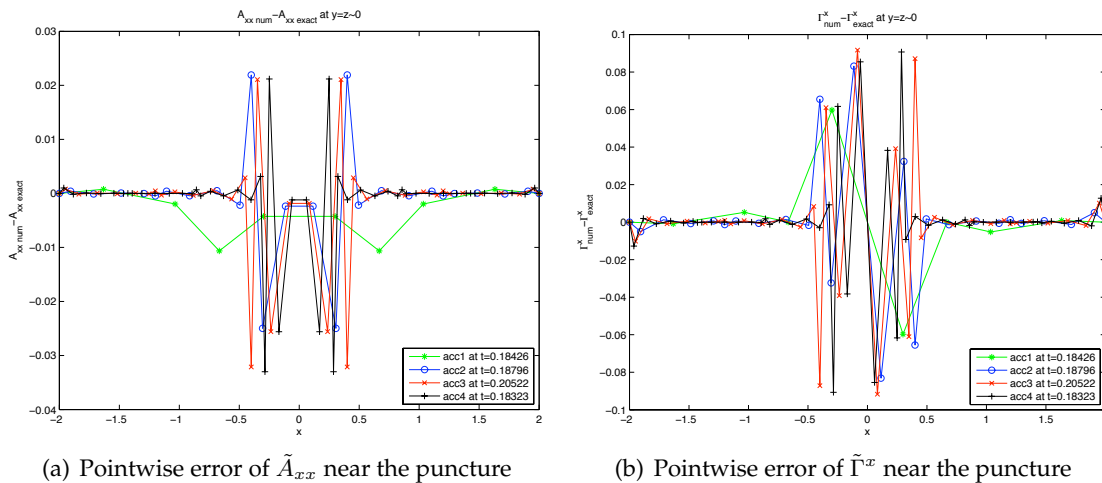 A_xx num − A_xx exact at y=z~0
0.03
0.02
0.01
0
−0.01
−0.02
−0.03
−0.04
A_xx num − A_xx exact
−2
−1.5
−1
−0.5
0
0.5
1
1.5
2
x
acc1 at t=0.18426
acc2 at t=0.18796
acc3 at t=0.20522
acc4 at t=0.18323
(a) Pointwise error of Ã_xx near the puncture
Γ^x_num − Γ^x_exact at y=z~0
0.1
0.08
0.06
0.04
0.02
0
−0.02
−0.04
−0.06
−0.08
−0.1
Γ^x_num − Γ^x_exact
−2
−1.5
−1
−0.5
0
0.5
1
1.5
x
acc1 at t=0.18426
acc2 at t=0.18796
acc3 at t=0.20522
acc4 at t=0.18323
(b) Pointwise error of Γ̃^x near the puncture